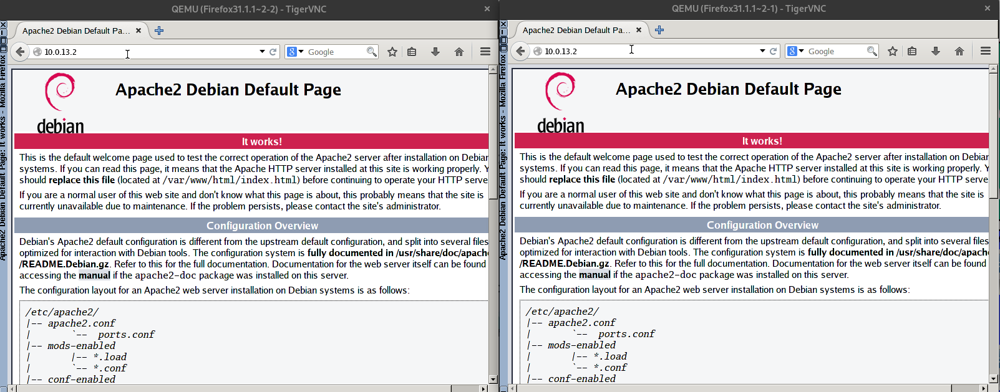 QEMU (Firefox31.1.1~2-2) - TigerVNC
Apache2 Debian Default Page: It works - Mozilla Firefox
Apache2 Debian Default Pa...
10.0.13.2
Google
Apache2 Debian Default Page
debian
It works!
This is the default welcome page used to test the correct operation of the Apache2 server after installation on Debian
systems. If you can read this page, it means that the Apache HTTP server installed at this site is working properly. Y
should replace this file (located at /var/www/html/index.html) before continuing to operate your HTTP serve
If you are a normal user of this web site and don't know what this page is about, this probably means that the site is
currently unavailable due to maintenance. If the problem persists, please contact the site's administrator.
Configuration Overview
Debian's Apache2 default configuration is different from the upstream default configuration, and split into several files
optimized for interaction with Debian tools. The configuration system is fully documented in /usr/share/doc/apache
/README.Debian.gz. Refer to this for the full documentation. Documentation for the web server itself can be found
accessing the manual if the apache2-doc package was installed on this server.
The configuration layout for an Apache2 web server installation on Debian systems is as follows:
/etc/apache2/
|-- apache2.conf
|       `--  ports.conf
|-- mods-enabled
|       |-- *.load
|       `-- *.conf
|-- conf-enabled
QEMU (Firefox31.1.1~2-1) - TigerVNC
Apache2 Debian Default Page: It works - Mozilla Firefox
Apache2 Debian Default Pa...
10.0.13.2
Google
Apache2 Debian Default Page
debian
It works!
This is the default welcome page used to test the correct operation of the Apache2 server after installation on Debian
systems. If you can read this page, it means that the Apache HTTP server installed at this site is working properly. Y
should replace this file (located at /var/www/html/index.html) before continuing to operate your HTTP serve
If you are a normal user of this web site and don't know what this page is about, this probably means that the site is
currently unavailable due to maintenance. If the problem persists, please contact the site's administrator.
Configuration Overview
Debian's Apache2 default configuration is different from the upstream default configuration, and split into several files
optimized for interaction with Debian tools. The configuration system is fully documented in /usr/share/doc/apache
/README.Debian.gz. Refer to this for the full documentation. Documentation for the web server itself can be found
accessing the manual if the apache2-doc package was installed on this server.
The configuration layout for an Apache2 web server installation on Debian systems is as follows:
/etc/apache2/
|-- apache2.conf
|       `--  ports.conf
|-- mods-enabled
|       |-- *.load
|       `-- *.conf
|-- conf-enabled